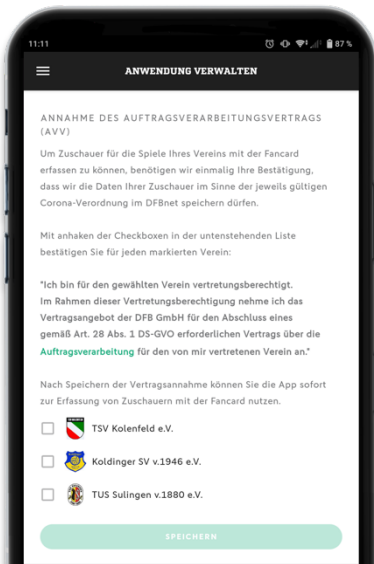 11:11
87 %
ANWENDUNG VERWALTEN
ANNAHME DES AUFTRAGSVERARBEITUNGSVERTRAGS
(AVV)
Um Zuschauer für die Spiele Ihres Vereins mit der Fancard
erfassen zu können, benötigen wir einmalig Ihre Bestätigung,
dass wir die Daten Ihrer Zuschauer im Sinne der jeweils gültigen
Corona-Verordnung im DFBnet speichern dürfen.
Mit anhaken der Checkboxen in der untenstehenden Liste
bestätigen Sie für jeden markierten Verein:
"Ich bin für den gewählten Verein vertretungsberechtigt.
Im Rahmen dieser Vertretungsberechtigung nehme ich das
Vertragsangebot der DFB GmbH für den Abschluss eines
gemäß Art. 28 Abs. 1 DS-GVO erforderlichen Vertrags über die
Auftragsverarbeitung für den von mir vertretenen Verein an."
Nach Speichern der Vertragsannahme können Sie die App sofort
zur Erfassung von Zuschauern mit der Fancard nutzen.
TSV Kolenfeld e.V.
Koldinger SV v.1946 e.V.
TUS Sulingen v.1880 e.V.
SPEICHERN